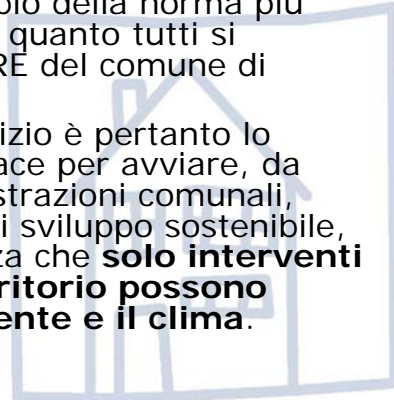 pio della norma più
quanto tutti si
RE del comune di
izio è pertanto lo
ace per avviare, da
strazioni comunali,
i sviluppo sostenibile,
za che solo interventi
ritorio possono
ente e il clima.